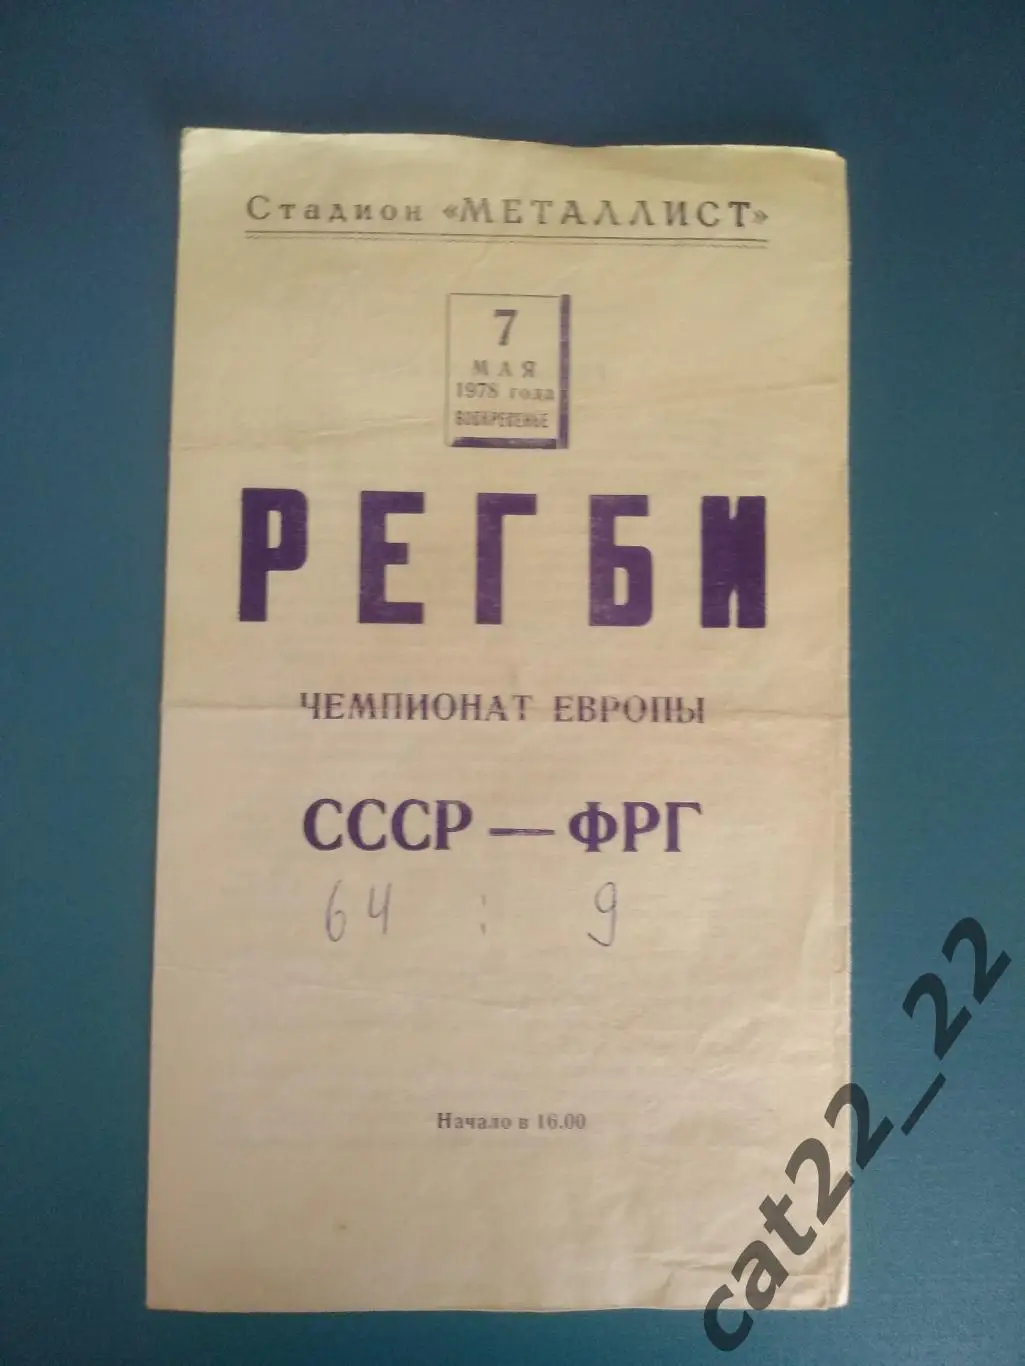 Стадион «МЕТАЛЛИСТ»
7
МАЯ
1978 года
ВОСКРЕСЕНЬЕ
РЕГБИ
ЧЕМПИОНАТ ЕВРОПЫ
СССР — ФРГ
64 : 9
Начало в 16.00
cat22_22